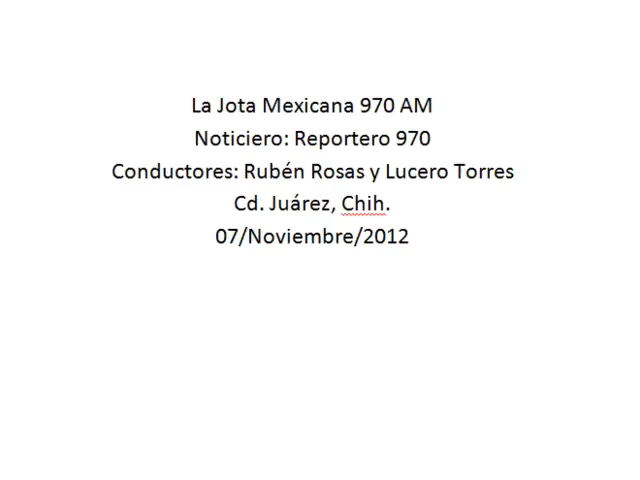 La Jota Mexicana 970 AM
Noticiero: Reportero 970
Conductores: Rubén Rosas y Lucero Torres
Cd. Juárez, Chih.
07/Noviembre/2012